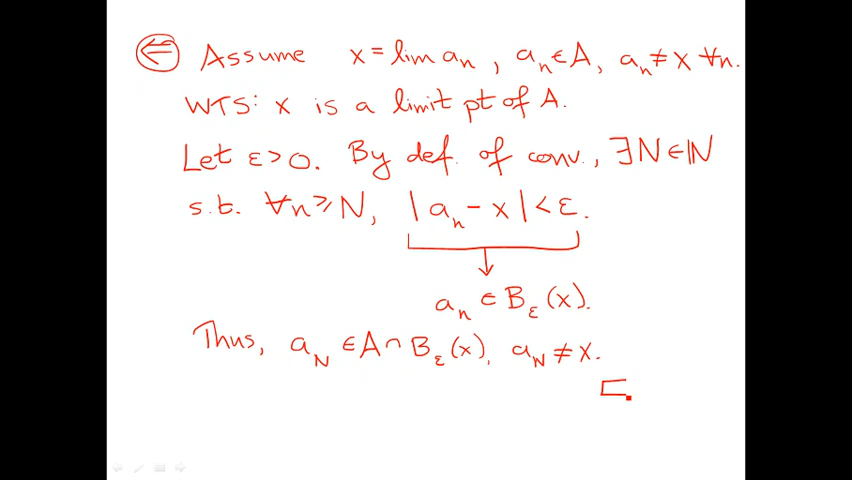 (⇐) Assume x = lim aₙ, aₙ ∈ A, aₙ ≠ x ∀n.
WTS: x is a limit pt of A.
Let ε > 0. By def. of conv., ∃N ∈ ℕ
s.t. ∀n ≥ N, |aₙ - x| < ε.
aₙ ∈ B_ε(x).
Thus, a_N ∈ A ∩ B_ε(x), a_N ≠ x.